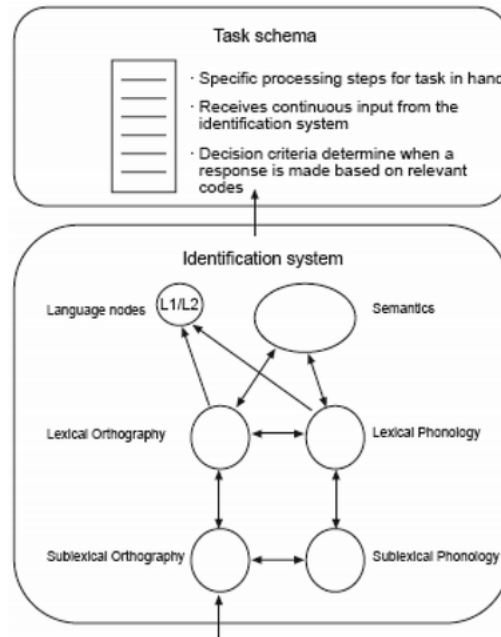 Task schema
· Specific processing steps for task in hand
· Receives continuous input from the
identification system
· Decision criteria determine when a
response is made based on relevant
codes
Identification system
Language nodes
L1/L2
Semantics
Lexical Orthography
Lexical Phonology
Sublexical Orthography
Sublexical Phonology